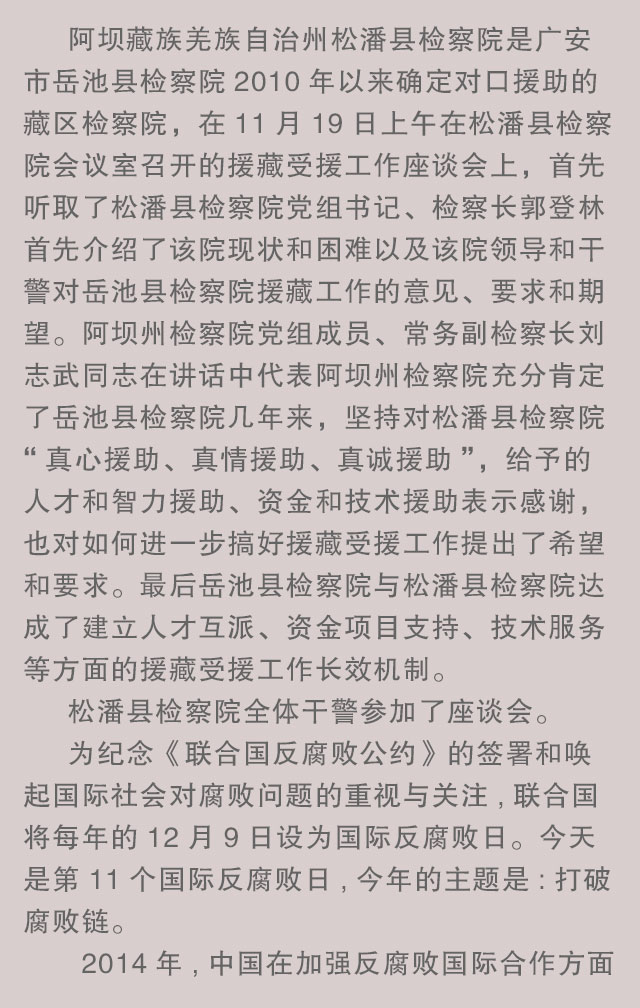 阿坝藏族羌族自治州松潘县检察院是广安
市岳池县检察院 2010 年以来确定对口援助的
藏区检察院，在 11 月 19 日上午在松潘县检察
院会议室召开的援藏受援工作座谈会上，首先
听取了松潘县检察院党组书记、检察长郭登林
首先介绍了该院现状和困难以及该院领导和干
警对岳池县检察院援藏工作的意见、要求和期
望。阿坝州检察院党组成员、常务副检察长刘
志武同志在讲话中代表阿坝州检察院充分肯定
了岳池县检察院几年来，坚持对松潘县检察院
“真心援助、真情援助、真诚援助”，给予的
人才和智力援助、资金和技术援助表示感谢，
也对如何进一步搞好援藏受援工作提出了希望
和要求。最后岳池县检察院与松潘县检察院达
成了建立人才互派、资金项目支持、技术服务
等方面的援藏受援工作长效机制。
松潘县检察院全体干警参加了座谈会。
为纪念《联合国反腐败公约》的签署和唤
起国际社会对腐败问题的重视与关注 , 联合国
将每年的 12 月 9 日设为国际反腐败日。今天
是第 11 个国际反腐败日 , 今年的主题是 : 打破
腐败链。
2014 年 , 中国在加强反腐败国际合作方面